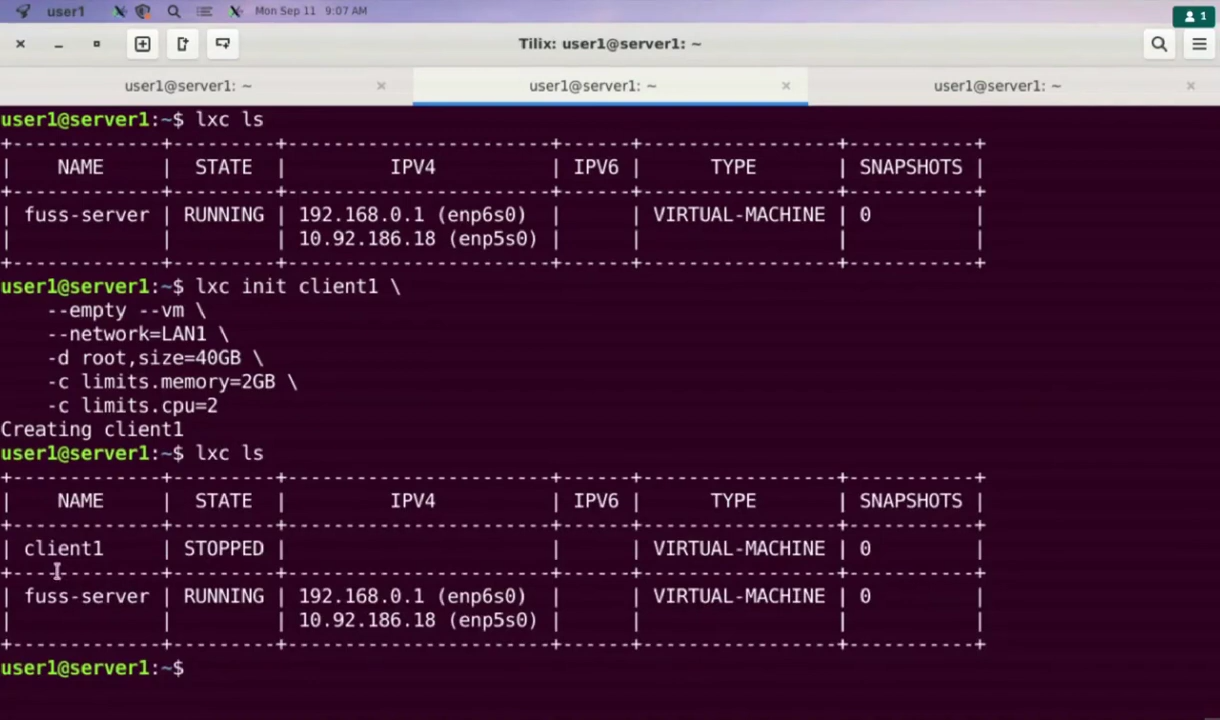 user1 Mon Sep 11 9:07 AM
1
Tilix: user1@server1: ~
user1@server1: ~ user1@server1: ~ user1@server1: ~
user1@server1:~$ lxc ls
+-------------+---------+-----------------------+------+-----------------+-----------+
| NAME | STATE | IPV4 | IPV6 | TYPE | SNAPSHOTS |
+-------------+---------+-----------------------+------+-----------------+-----------+
| fuss-server | RUNNING | 192.168.0.1 (enp6s0) | | VIRTUAL-MACHINE | 0 |
| | | 10.92.186.18 (enp5s0) | | | |
+-------------+---------+-----------------------+------+-----------------+-----------+
user1@server1:~$ lxc init client1 \
--empty --vm \
--network=LAN1 \
-d root,size=40GB \
-c limits.memory=2GB \
-c limits.cpu=2
Creating client1
user1@server1:~$ lxc ls
+-------------+---------+-----------------------+------+-----------------+-----------+
| NAME | STATE | IPV4 | IPV6 | TYPE | SNAPSHOTS |
+-------------+---------+-----------------------+------+-----------------+-----------+
| client1 | STOPPED | | | VIRTUAL-MACHINE | 0 |
+-------------+---------+-----------------------+------+-----------------+-----------+
| fuss-server | RUNNING | 192.168.0.1 (enp6s0) | | VIRTUAL-MACHINE | 0 |
| | | 10.92.186.18 (enp5s0) | | | |
+-------------+---------+-----------------------+------+-----------------+-----------+
user1@server1:~$